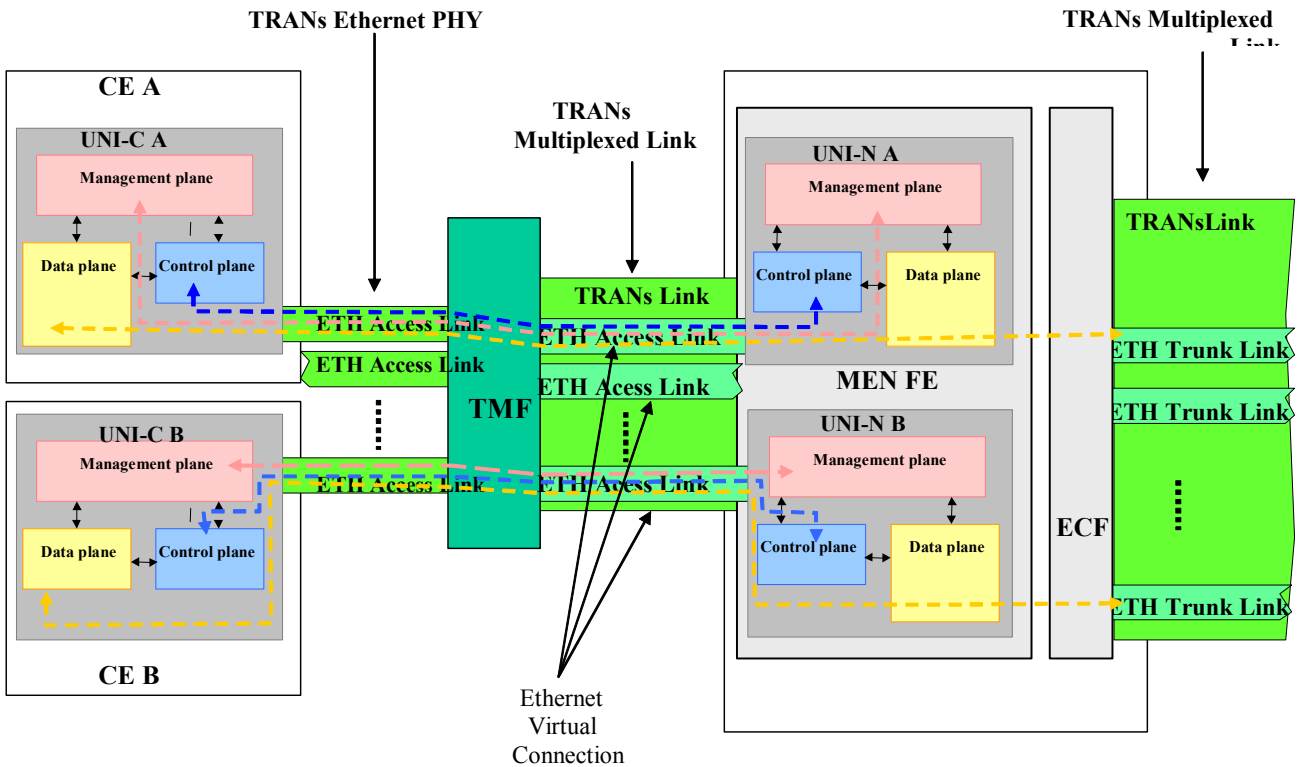 TRANs Ethernet PHY
TRANs Multiplexed
Link
CE A
UNI-C A
Management plane
Data plane
Control plane
TRANs
Multiplexed Link
UNI-N A
Management plane
Control plane
Data plane
TRANsLink
TRANs Link
ETH Access Link
ETH Access Link
ETH Trunk Link
ETH Access Link
ETH Acess Link
MEN FE
ETH Trunk Link
TMF
UNI-C B
Management plane
Data plane
Control plane
ETH Access Link
ETH Acess Link
UNI-N B
Management plane
Control plane
Data plane
ECF
ETH Trunk Link
CE B
Ethernet
Virtual
Connection